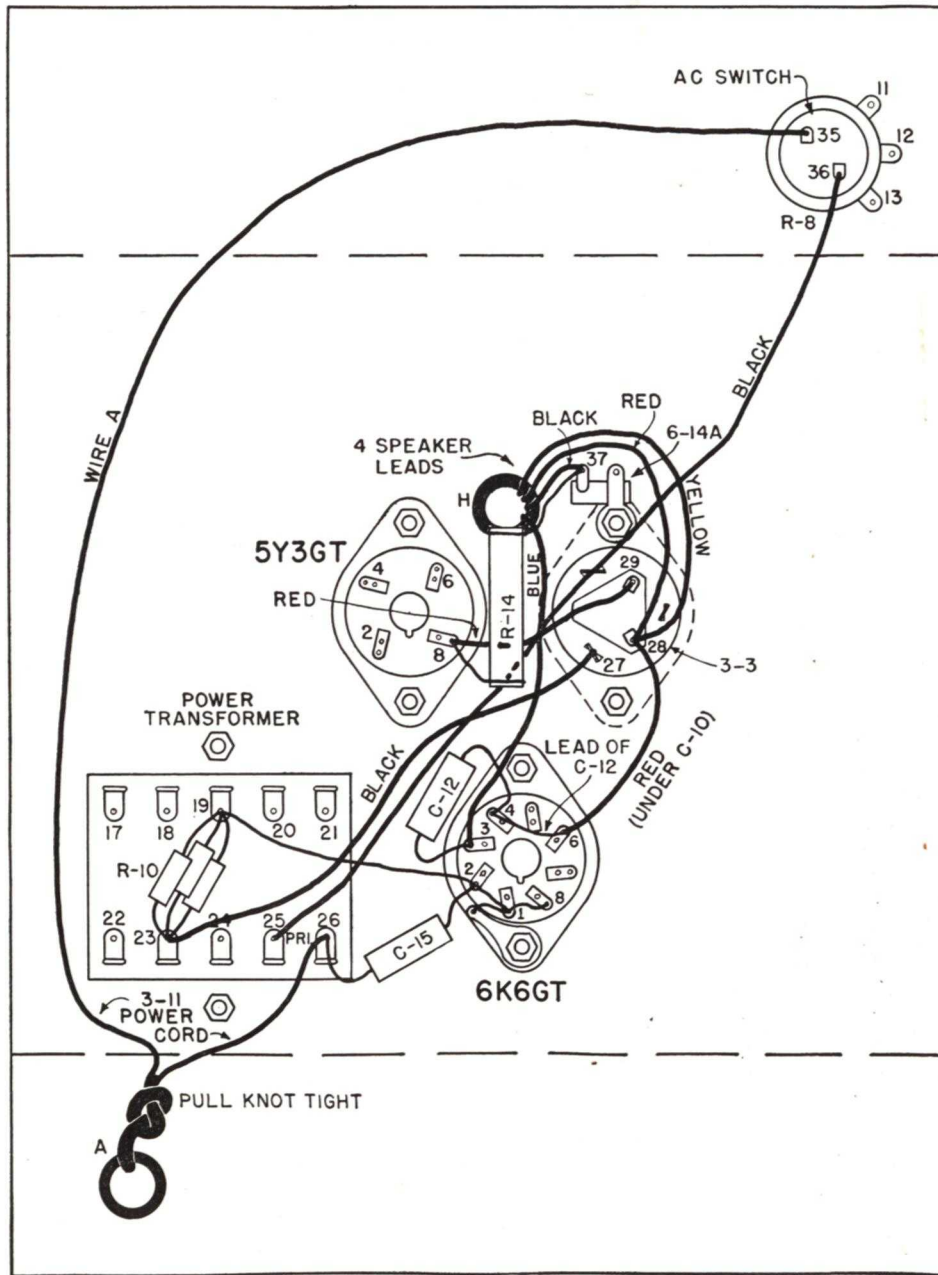 AC SWITCH
11
35
12
36
13
R-8
WIRE A
BLACK
RED
BLACK
6-14A
4 SPEAKER
LEADS
37
H
YELLOW
5Y3GT
4
6
29
BLUE
RED
R-14
2
8
28
27
3-3
POWER
TRANSFORMER
LEAD OF
C-12
RED
(UNDER C-10)
BLACK
C-12
4
19
3
6
17
18
20
21
R-10
2
8
1
22
23
24
25
PRI.
26
C-15
6K6GT
3-11
POWER
CORD
PULL KNOT TIGHT
A